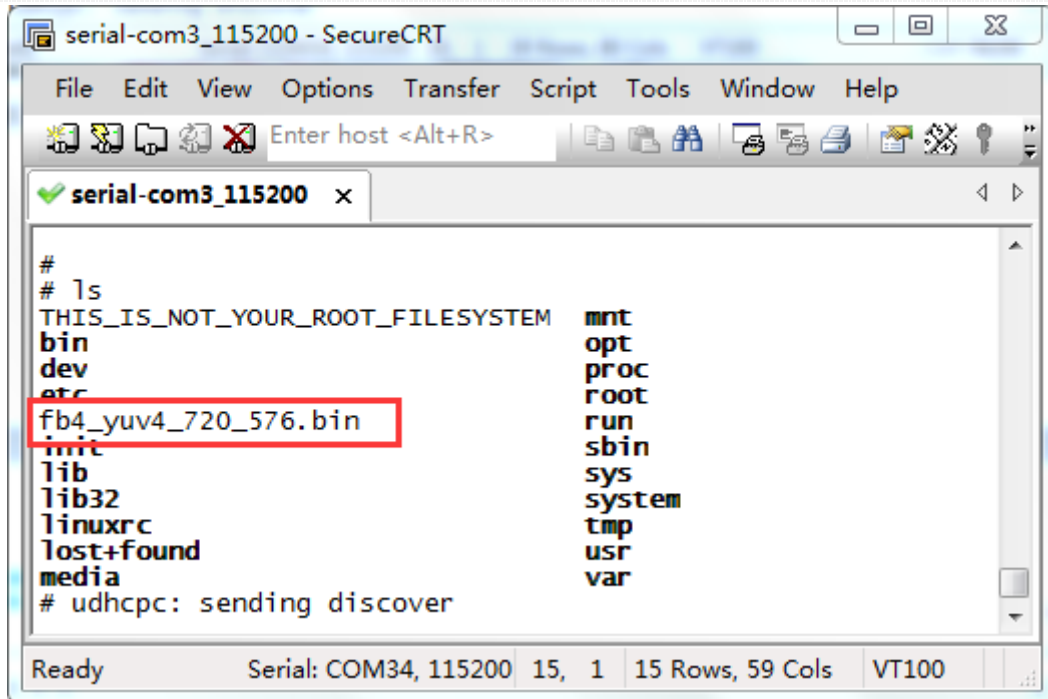 serial-com3_115200 - SecureCRT
File Edit View Options Transfer Script Tools Window Help
Enter host <Alt+R>
serial-com3_115200 x
#
# ls
THIS_IS_NOT_YOUR_ROOT_FILESYSTEM mnt
bin opt
dev proc
etc root
fb4_yuv4_720_576.bin run
init sbin
lib sys
lib32 system
linuxrc tmp
lost+found usr
media var
# udhcpc: sending discover
Ready Serial: COM34, 115200 15, 1 15 Rows, 59 Cols VT100